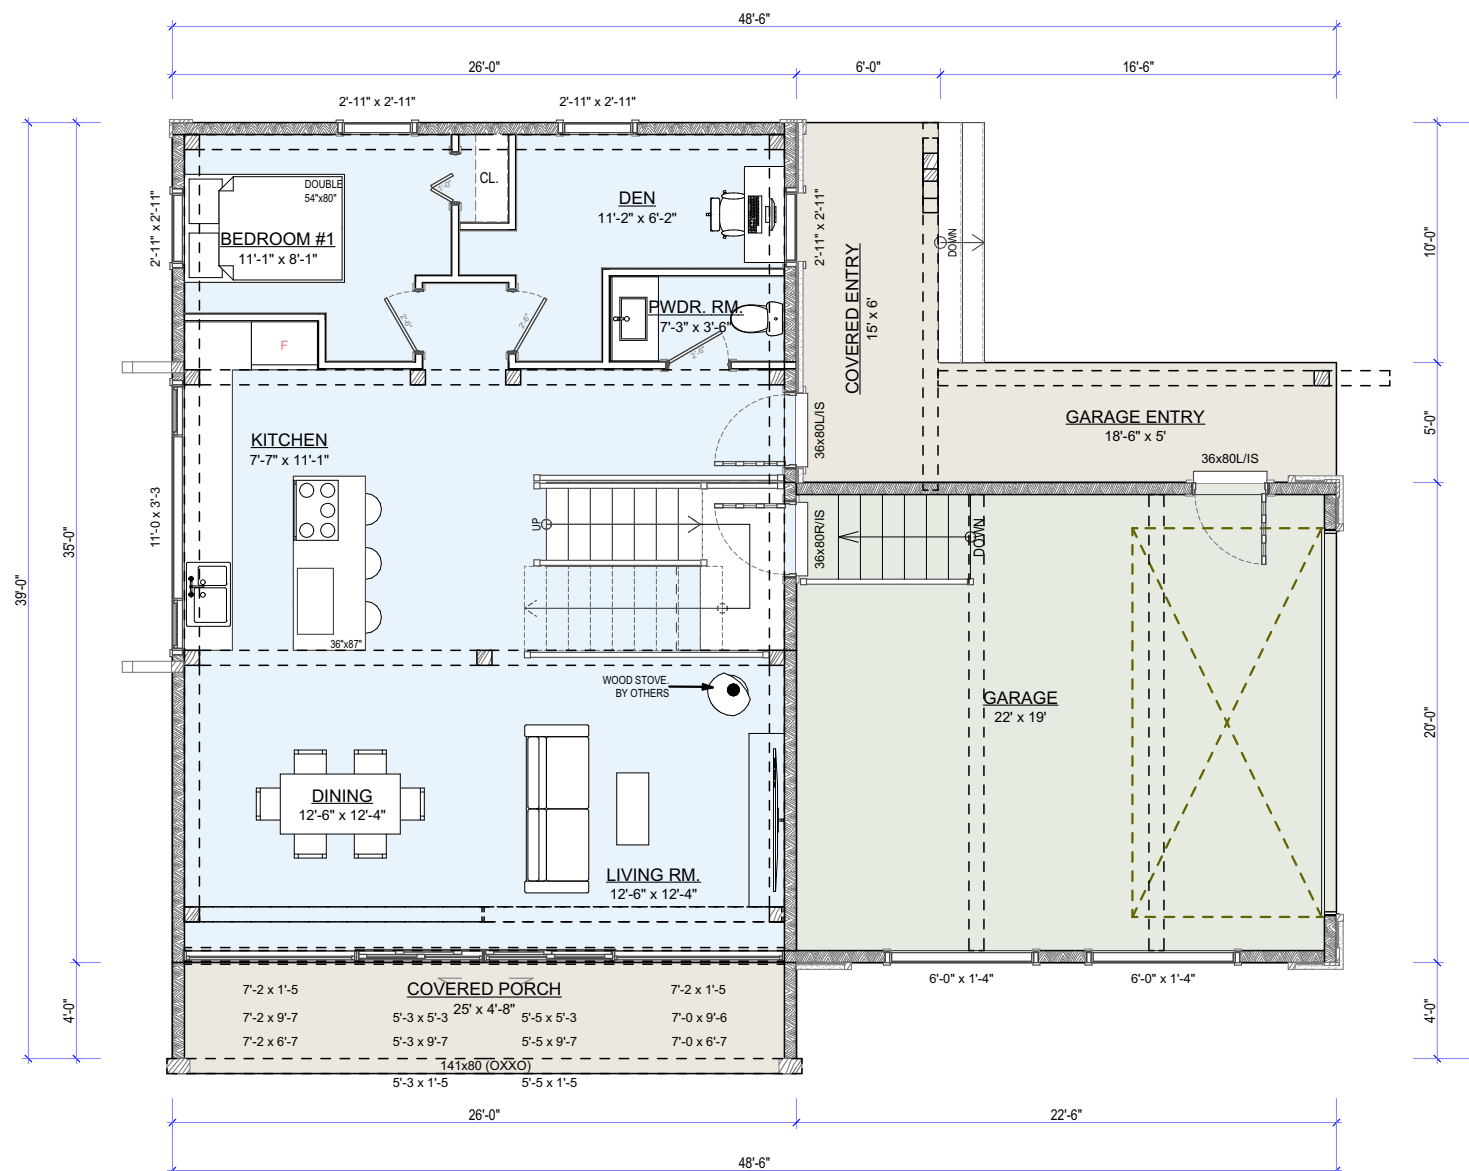 48'-6"
26'-0"
6'-0"
16'-6"
2'-11" x 2'-11"
2'-11" x 2'-11"
DOUBLE
54"x80"
CL.
DEN
11'-2" x 6'-2"
2'-11" x 2'-11"
BEDROOM #1
11'-1" x 8'-1"
2'-11" x 2'-11"
DOWN
10'-0"
COVERED ENTRY
15' x 6'
2'-6"
2'-6"
PWDR. RM.
7'-3" x 3'-6"
2'-6"
F
KITCHEN
7'-7" x 11'-1"
36x80L/IS
GARAGE ENTRY
18'-6" x 5'
5'-0"
36x80L/IS
11'-0 x 3'-3
UP
36x80R/IS
DOWN
39'-0"
35'-0"
36"x87"
WOOD STOVE.
BY OTHERS
GARAGE
22' x 19'
20'-0"
DINING
12'-6" x 12'-4"
LIVING RM.
12'-6" x 12'-4"
6'-0" x 1'-4"
6'-0" x 1'-4"
COVERED PORCH
25' x 4'-8"
7'-2 x 1'-5
7'-2 x 1'-5
7'-2 x 9'-7
5'-3 x 5'-3
5'-5 x 5'-3
7'-0 x 9'-6
7'-2 x 6'-7
5'-3 x 9'-7
5'-5 x 9'-7
7'-0 x 6'-7
4'-0"
4'-0"
141x80 (OXXO)
5'-3 x 1'-5
5'-5 x 1'-5
26'-0"
22'-6"
48'-6"